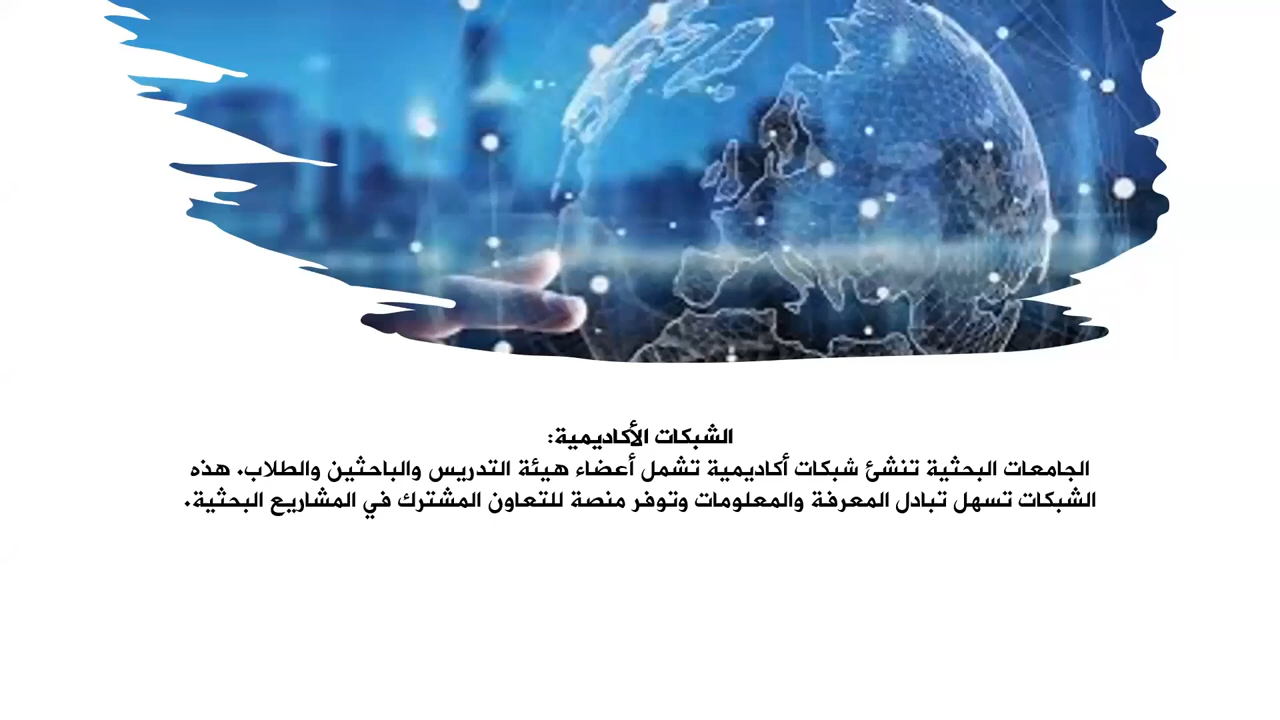 الشبكات الأكاديمية:
الجامعات البحثية تنشئ شبكات أكاديمية تشمل أعضاء هيئة التدريس والباحثين والطلاب. هذه
الشبكات تسهل تبادل المعرفة والمعلومات وتوفر منصة للتعاون المشترك في المشاريع البحثية.